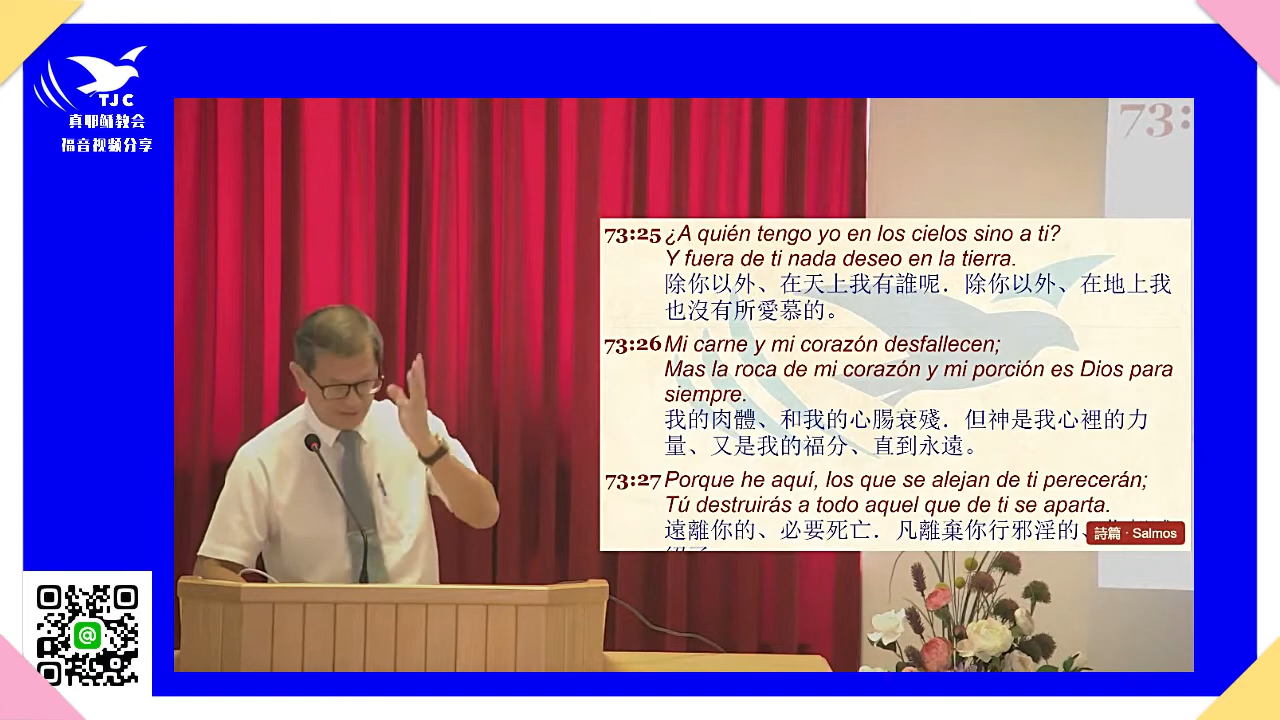 TJC
真耶稣教会
福音视频分享
73:
73:25 ¿A quién tengo yo en los cielos sino a ti?
Y fuera de ti nada deseo en la tierra.
除你以外、在天上我有誰呢．除你以外、在地上我
也沒有所愛慕的。
73:26 Mi carne y mi corazón desfallecen;
Mas la roca de mi corazón y mi porción es Dios para
siempre.
我的肉體、和我的心腸衰殘．但神是我心裡的力
量、又是我的福分、直到永遠。
73:27 Porque he aquí, los que se alejan de ti perecerán;
Tú destruirás a todo aquel que de ti se aparta.
遠離你的、必要死亡．凡離棄你行邪淫的、
詩篇 · Salmos